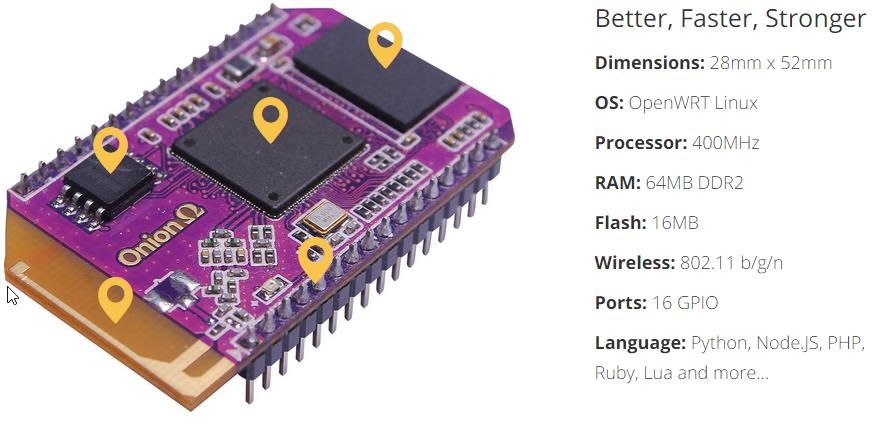 Better, Faster, Stronger
Dimensions: 28mm x 52mm
OS: OpenWRT Linux
Processor: 400MHz
RAM: 64MB DDR2
Flash: 16MB
Wireless: 802.11 b/g/n
Ports: 16 GPIO
Language: Python, Node.JS, PHP,
Ruby, Lua and more...
Onion Ω